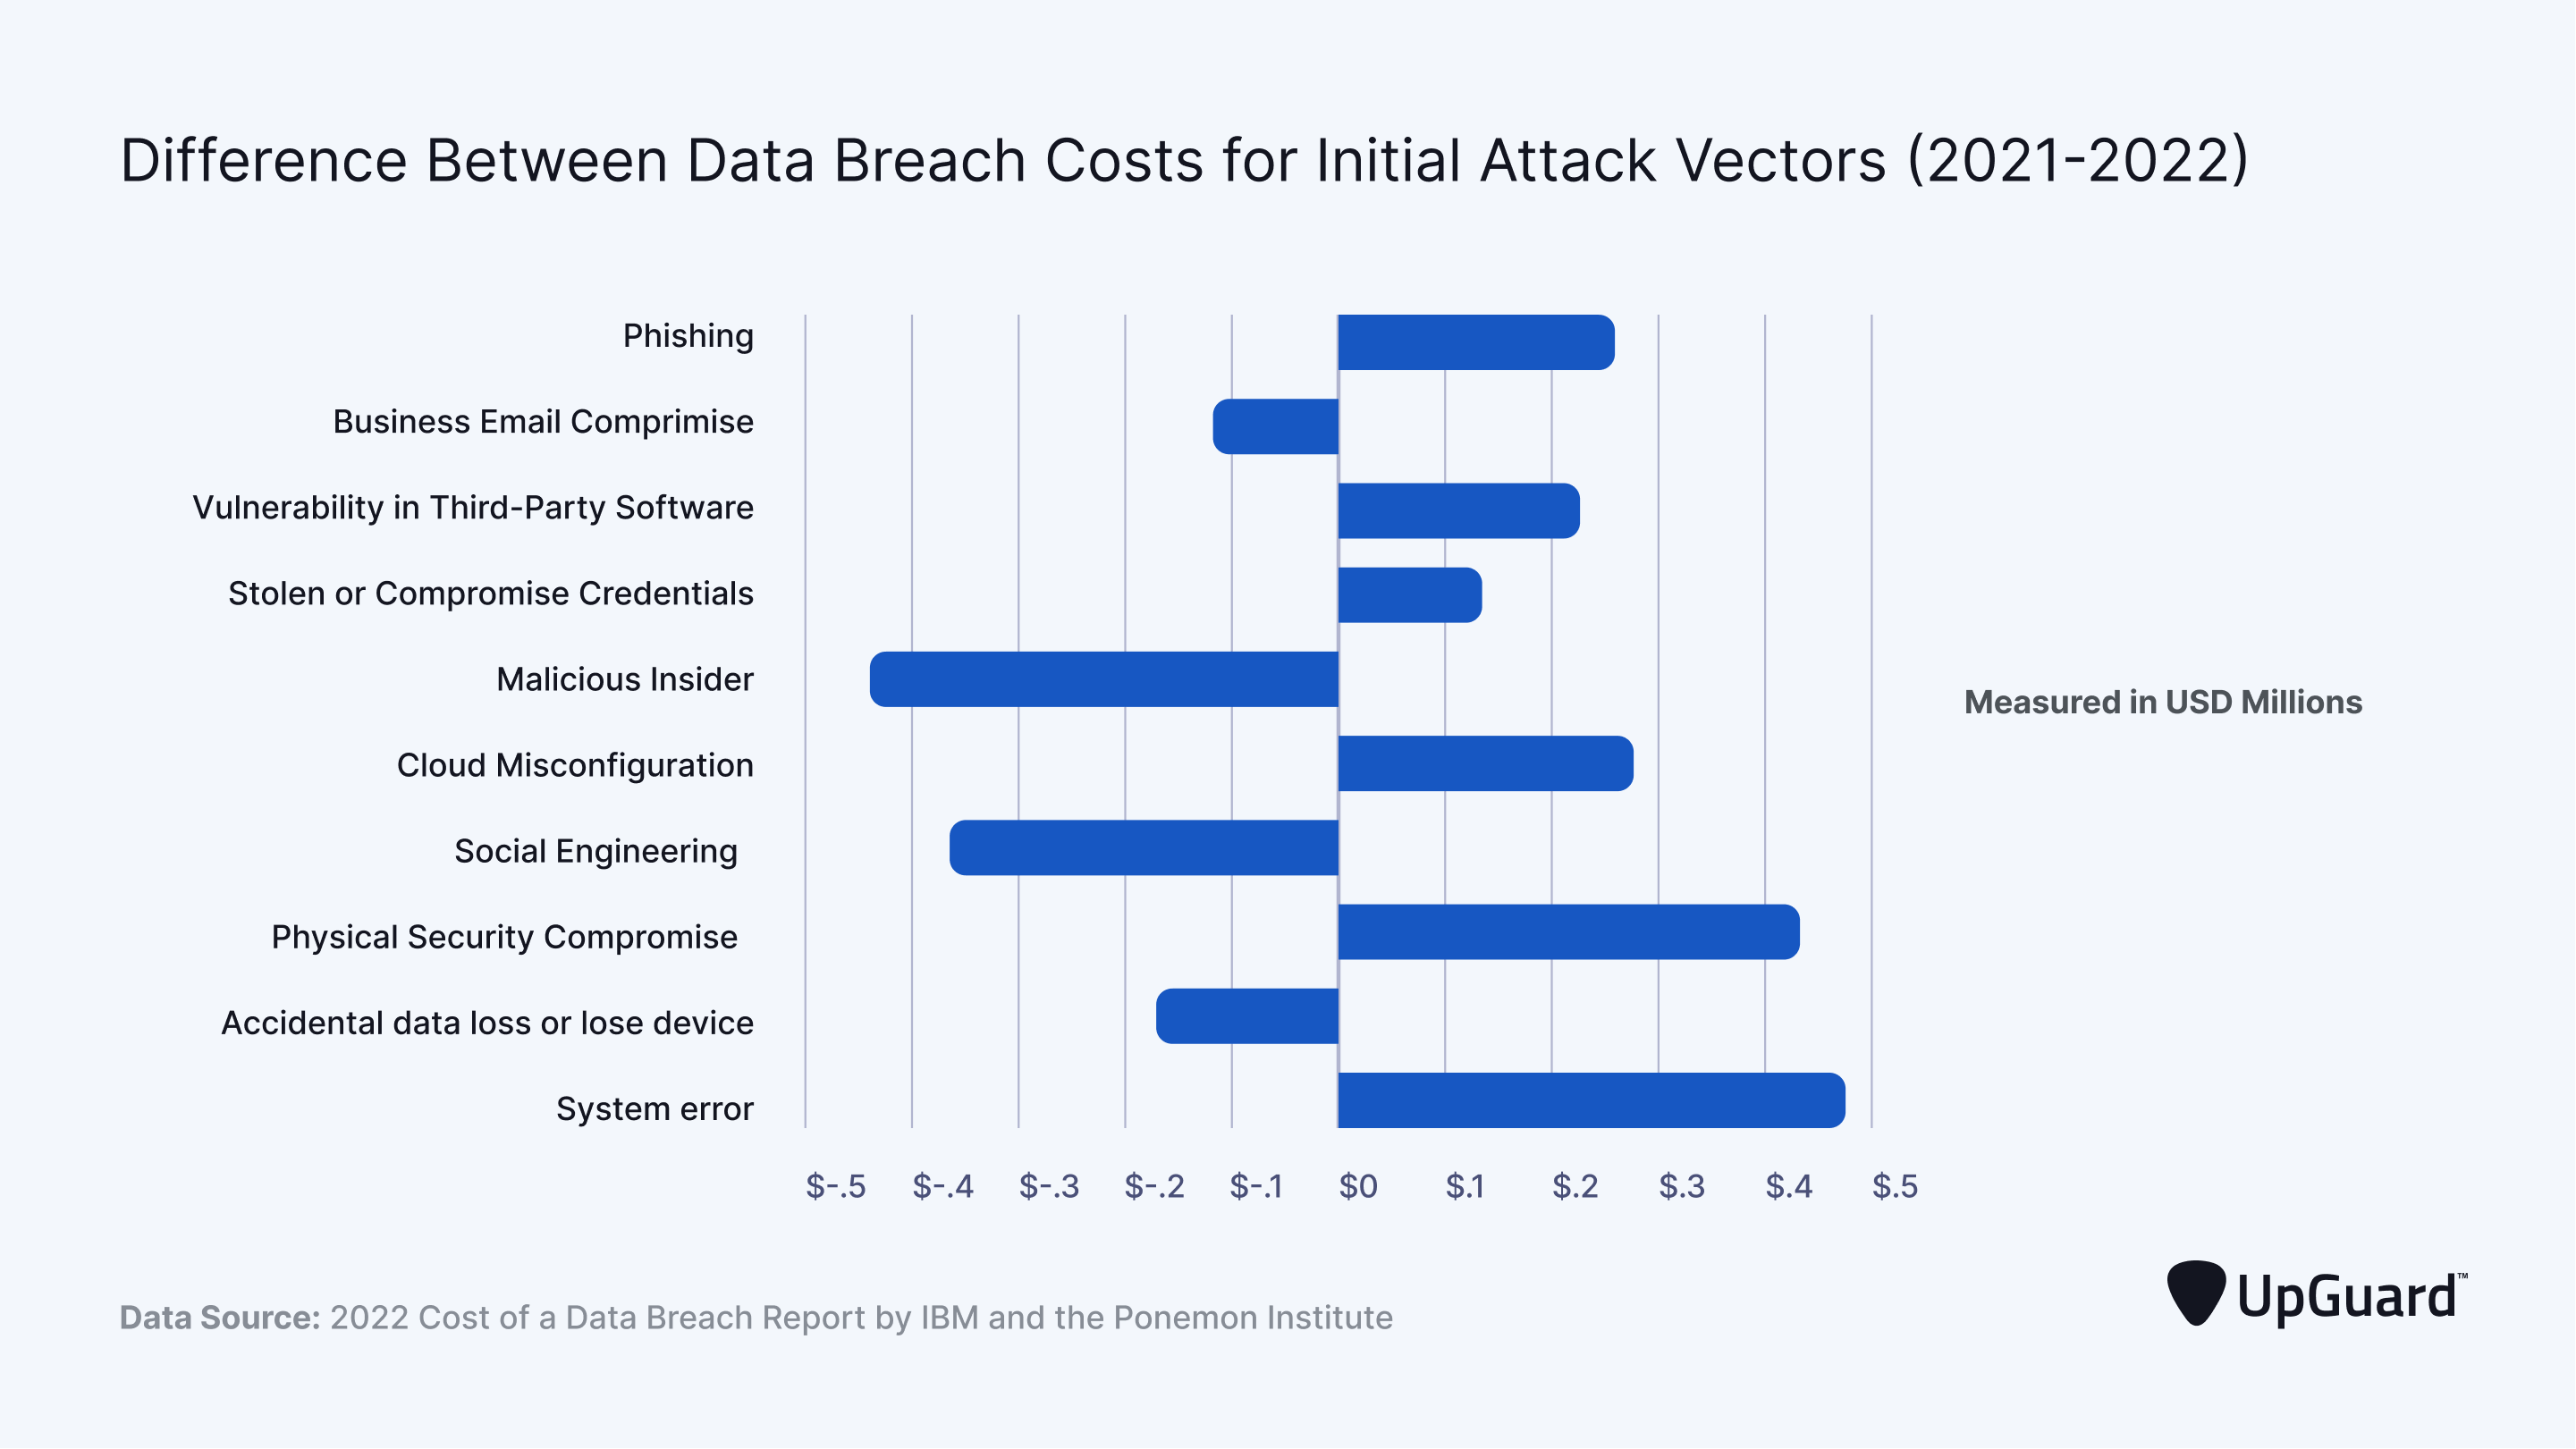 Difference Between Data Breach Costs for Initial Attack Vectors (2021-2022)
Phishing
Business Email Comprimise
Vulnerability in Third-Party Software
Stolen or Compromise Credentials
Malicious Insider
Cloud Misconfiguration
Social Engineering
Physical Security Compromise
Accidental data loss or lose device
System error
Measured in USD Millions
$-.5 $-.4 $-.3 $-.2 $-.1 $0 $.1 $.2 $.3 $.4 $.5
Data Source: 2022 Cost of a Data Breach Report by IBM and the Ponemon Institute
UpGuard™